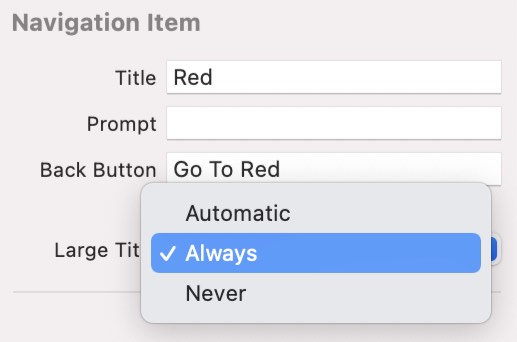 Navigation Item
Title Red
Prompt
Back Button Go To Red
Automatic
Large Tit ✓ Always
Never